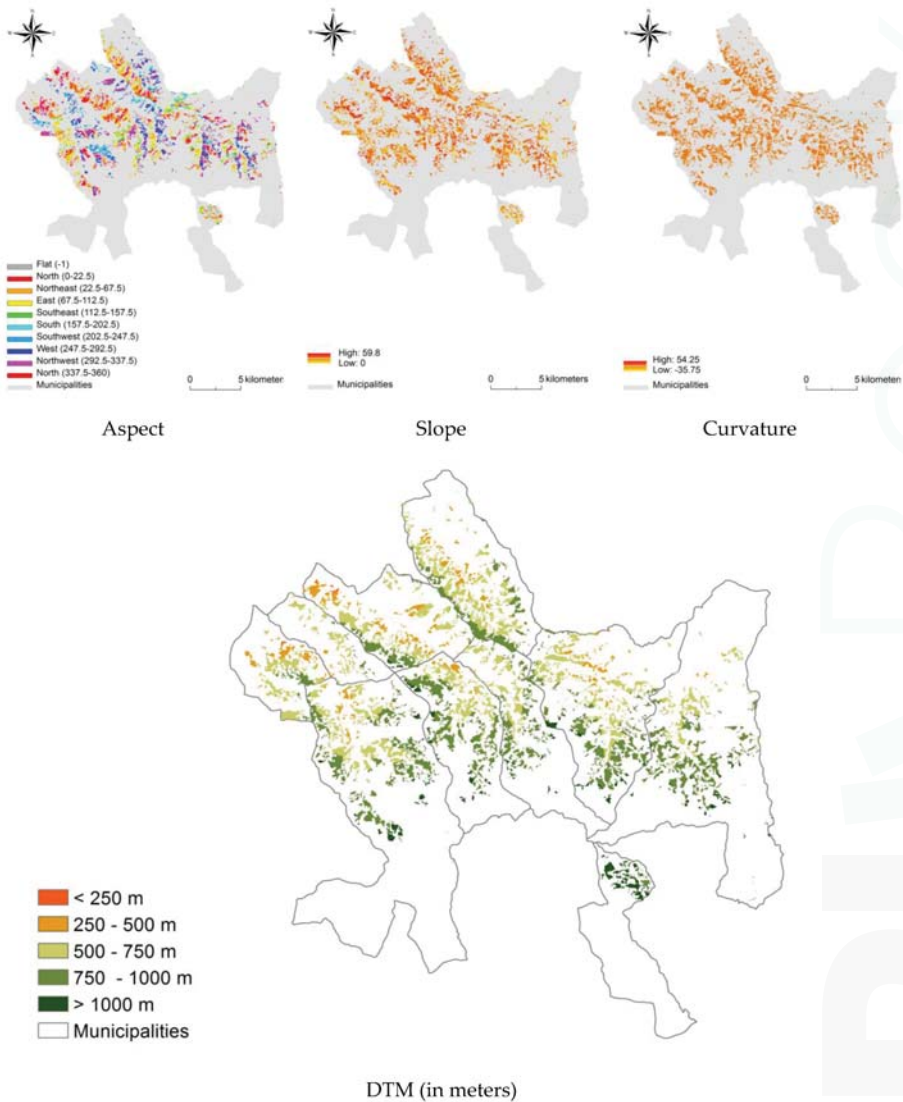 Flat (-1)
North (0-22.5)
Northeast (22.5-67.5)
East (67.5-112.5)
Southeast (112.5-157.5)
South (157.5-202.5)
Southwest (202.5-247.5)
West (247.5-292.5)
Northwest (292.5-337.5)
North (337.5-360)
Municipalities
0 5 kilometer
Aspect
High: 59.8
Low: 0
Municipalities
0 5 kilometers
Slope
High: 54.25
Low: -35.75
Municipalities
0 5 kilometen
Curvature
< 250 m
250 - 500 m
500 - 750 m
750 - 1000 m
> 1000 m
Municipalities
DTM (in meters)